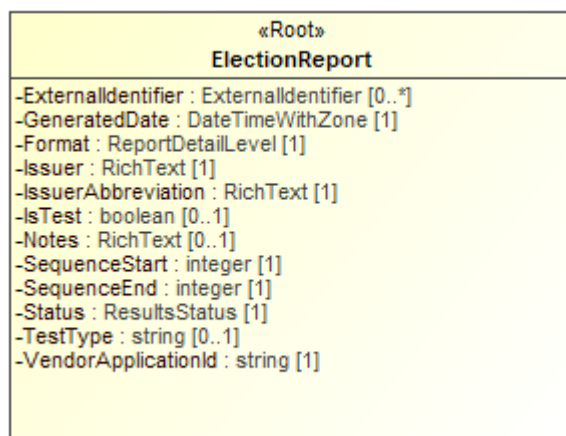 «Root»
ElectionReport
-ExternalIdentifier : ExternalIdentifier [0..*]
-GeneratedDate : DateTimeWithZone [1]
-Format : ReportDetailLevel [1]
-Issuer : RichText [1]
-IssuerAbbreviation : RichText [1]
-IsTest : boolean [0..1]
-Notes : RichText [0..1]
-SequenceStart : integer [1]
-SequenceEnd : integer [1]
-Status : ResultsStatus [1]
-TestType : string [0..1]
-VendorApplicationId : string [1]